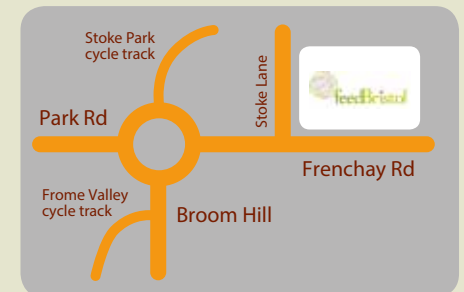 Stoke Park
cycle track
Stoke Lane
feedBristol
Park Rd
Frenchay Rd
Frome Valley
cycle track
Broom Hill